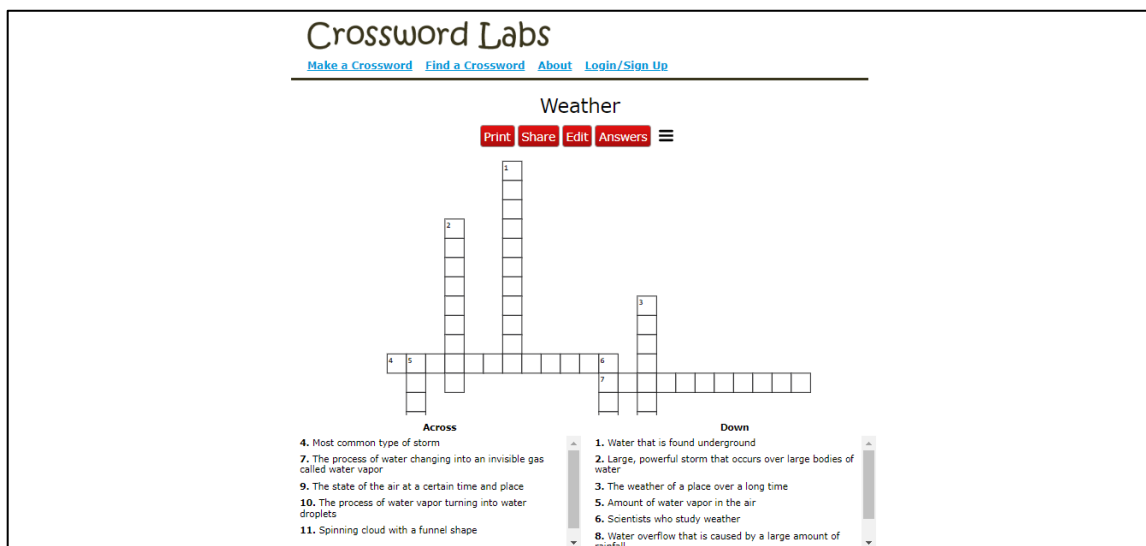 Crossword Labs
Make a Crossword Find a Crossword About Login/Sign Up
Weather
Print Share Edit Answers
1
2
3
4 5 6
7
Across
4. Most common type of storm
7. The process of water changing into an invisible gas
called water vapor
9. The state of the air at a certain time and place
10. The process of water vapor turning into water
droplets
11. Spinning cloud with a funnel shape
Down
1. Water that is found underground
2. Large, powerful storm that occurs over large bodies of
water
3. The weather of a place over a long time
5. Amount of water vapor in the air
6. Scientists who study weather
8. Water overflow that is caused by a large amount of
rainfall